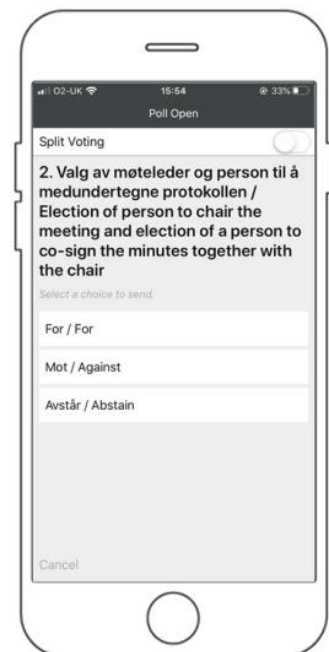 O2-UK 15:54 33%
Poll Open
Split Voting
2. Valg av møteleder og person til å
medundertegne protokollen /
Election of person to chair the
meeting and election of a person to
co-sign the minutes together with
the chair
Select a choice to send.
For / For
Mot / Against
Avstår / Abstain
Cancel